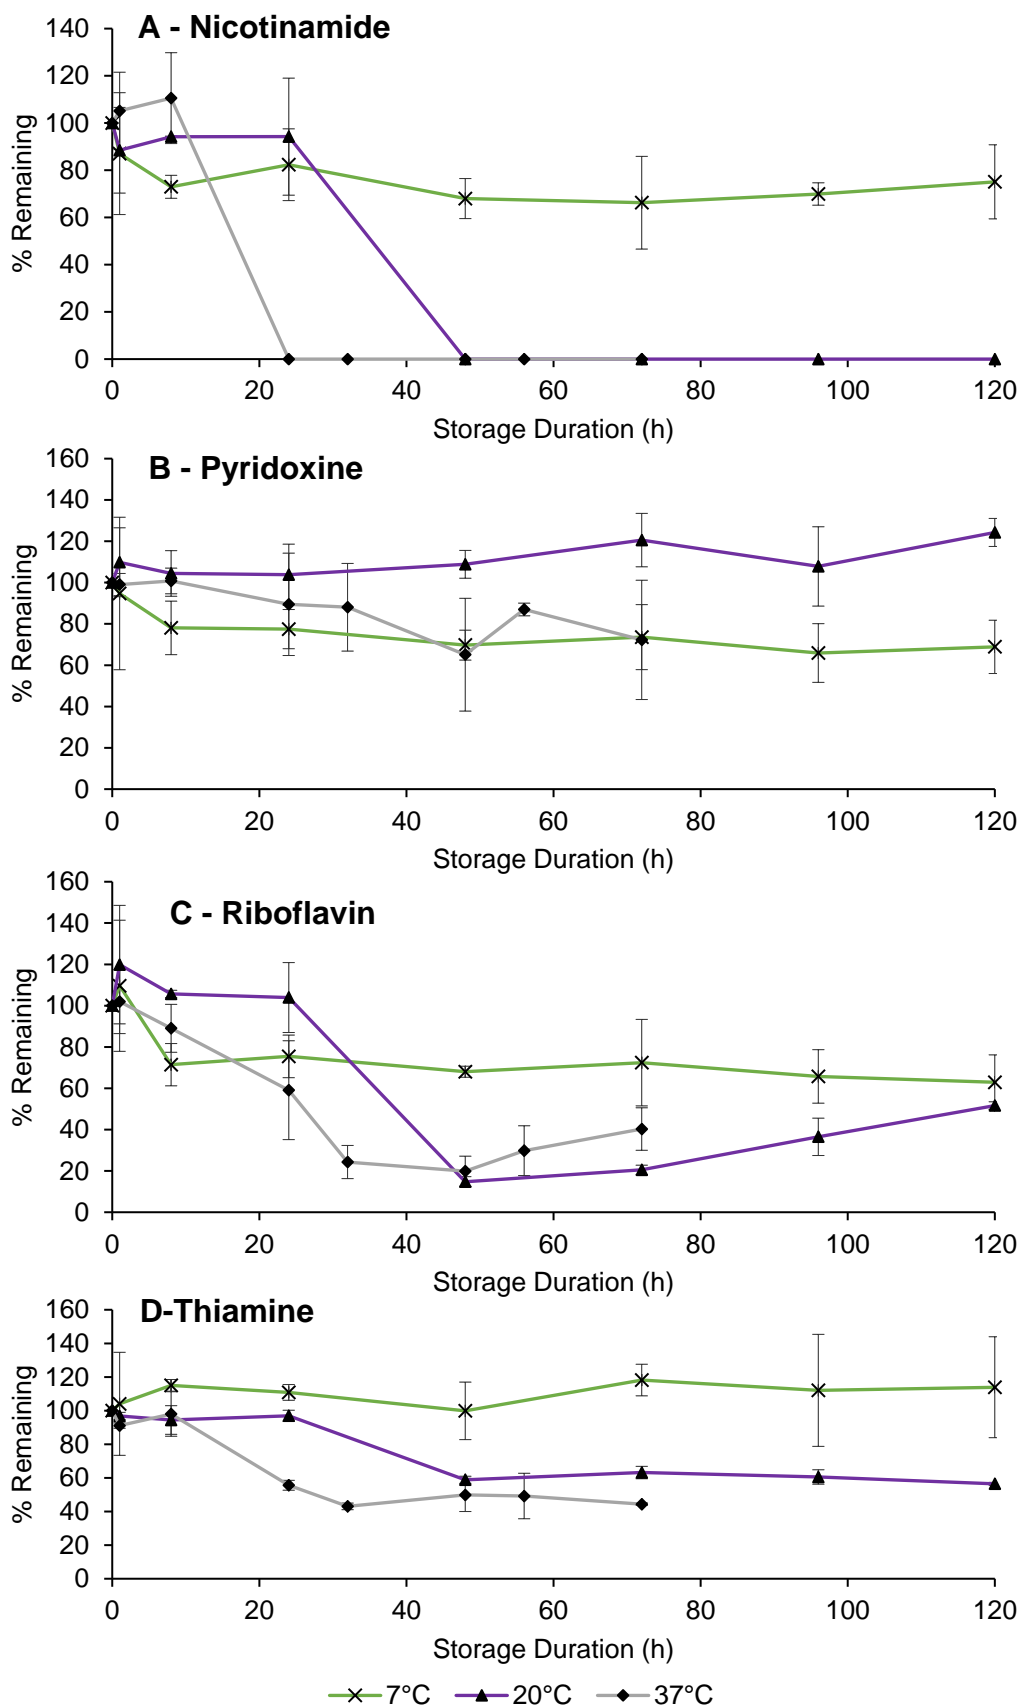 A - Nicotinamide
140
120
100
80
60
40
20
0
% Remaining
0 20 40 60 80 100 120
Storage Duration (h)
B - Pyridoxine
160
140
120
100
80
60
40
20
0
% Remaining
0 20 40 60 80 100 120
Storage Duration (h)
C - Riboflavin
160
140
120
100
80
60
40
20
0
% Remaining
0 20 40 60 80 100 120
Storage Duration (h)
D-Thiamine
160
140
120
100
80
60
40
20
0
% Remaining
0 20 40 60 80 100 120
Storage Duration (h)
7°C 20°C 37°C